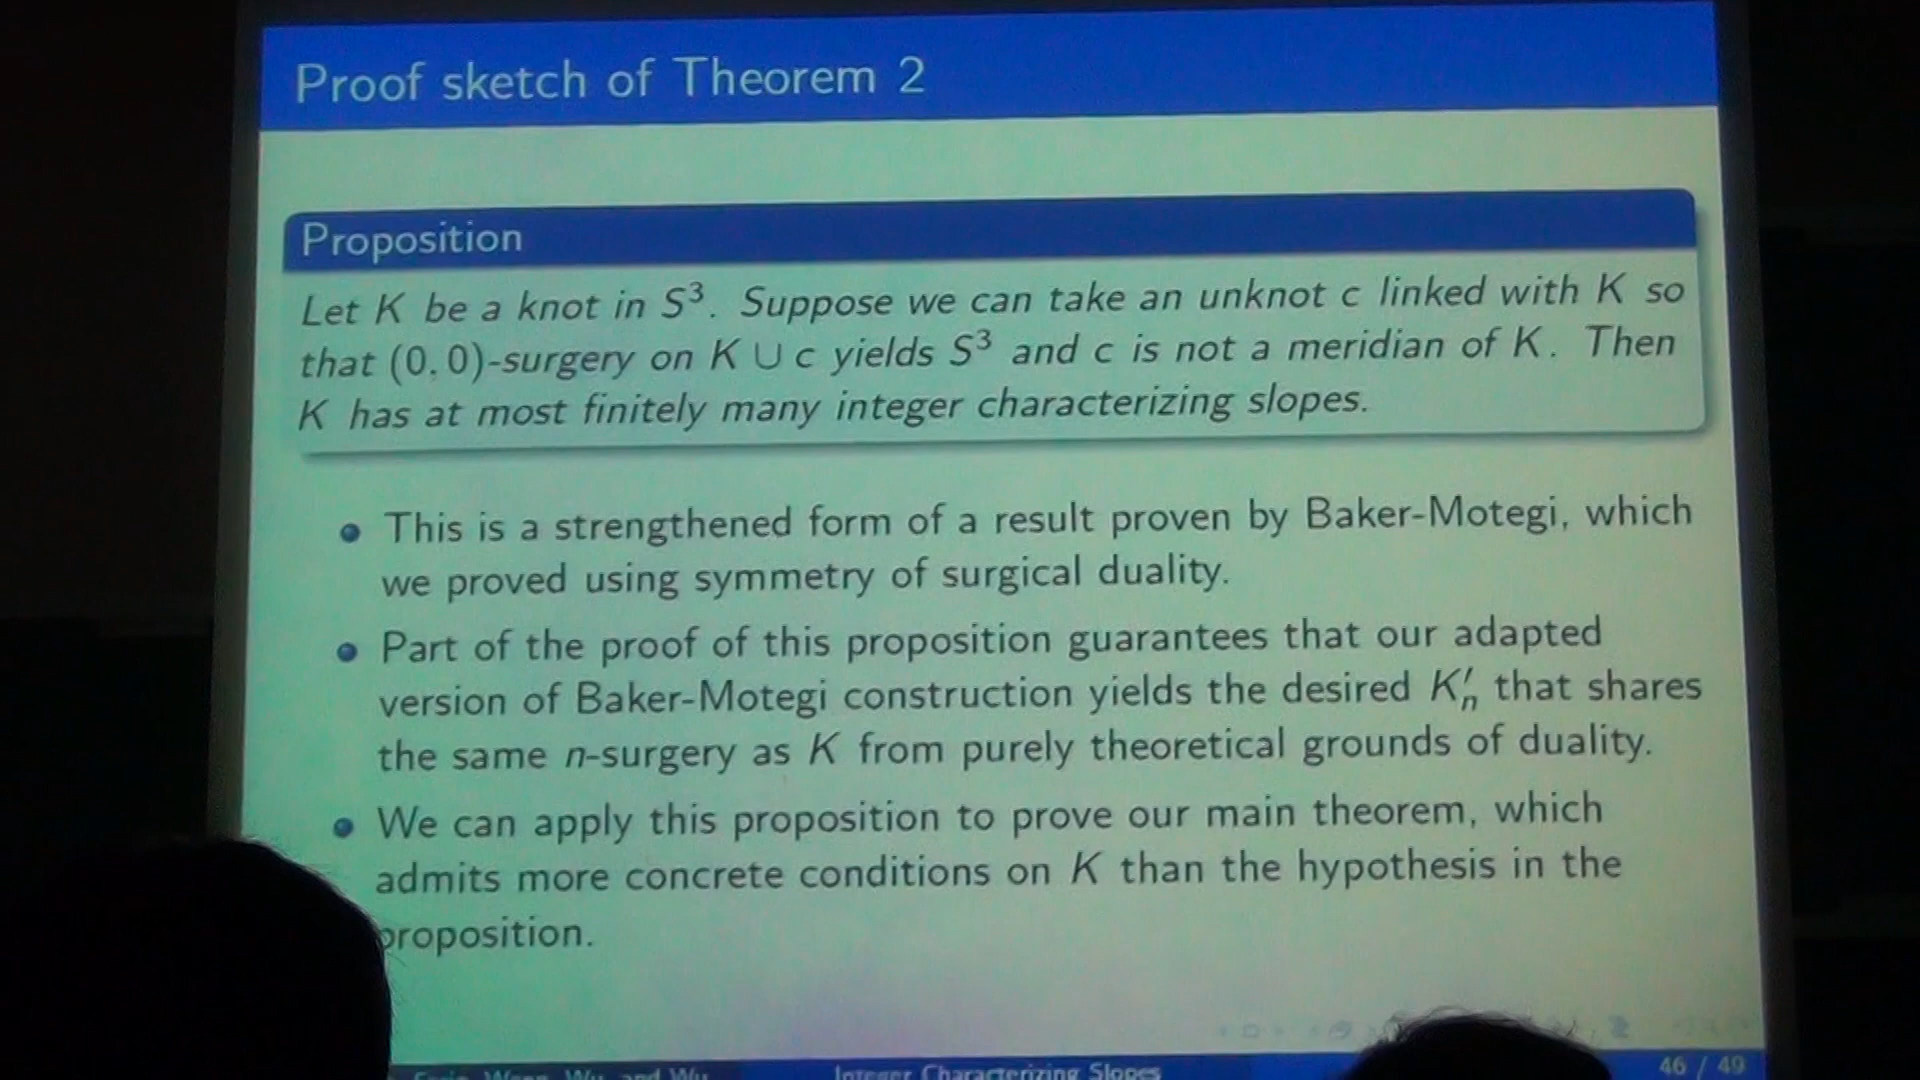 Proof sketch of Theorem 2
Proposition
Let K be a knot in S³. Suppose we can take an unknot c linked with K so
that (0, 0)-surgery on K ∪ c yields S³ and c is not a meridian of K. Then
K has at most finitely many integer characterizing slopes.
This is a strengthened form of a result proven by Baker-Motegi, which
we proved using symmetry of surgical duality.
Part of the proof of this proposition guarantees that our adapted
version of Baker-Motegi construction yields the desired K′ₙ that shares
the same n-surgery as K from purely theoretical grounds of duality.
We can apply this proposition to prove our main theorem, which
admits more concrete conditions on K than the hypothesis in the
proposition.
Wu, and Wu
Integer Characterizing Slopes
46 / 49